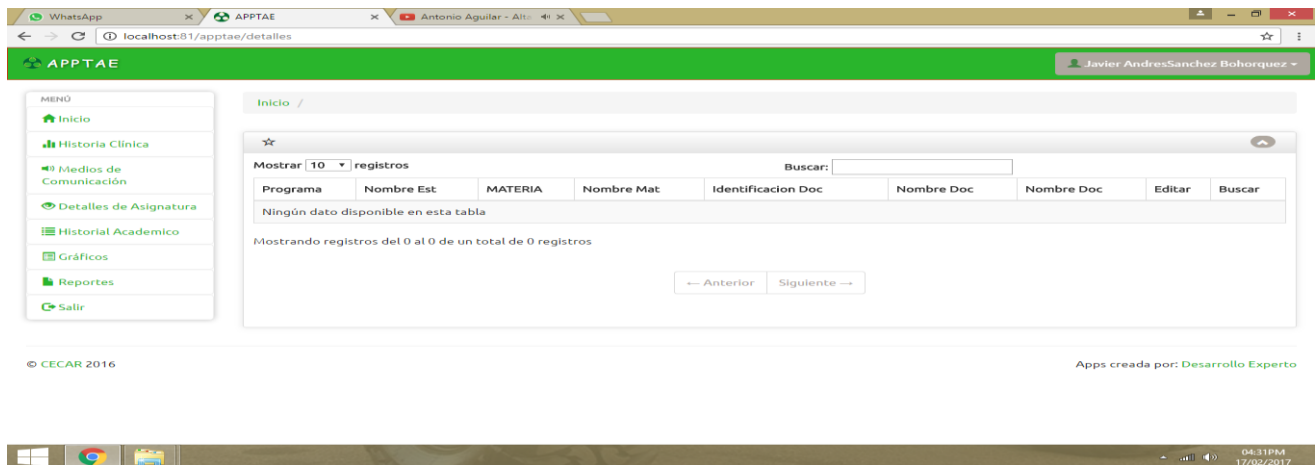 WhatsApp APPTAE Antonio Aguilar - Alt
localhost:81/apptae/detalles
APPTAE Javier AndresSanchez Bohorquez
MENÚ
Inicio
Historia Clínica
Medios de
Comunicación
Detalles de Asignatura
Historial Academico
Gráficos
Reportes
Salir
Inicio /
Mostrar 10 registros Buscar:
Programa Nombre Est MATERIA Nombre Mat Identificacion Doc Nombre Doc Nombre Doc Editar Buscar
Ningún dato disponible en esta tabla
Mostrando registros del 0 al 0 de un total de 0 registros
← Anterior Siguiente →
© CECAR 2016 Apps creada por: Desarrollo Experto
04:31PM
17/02/2017